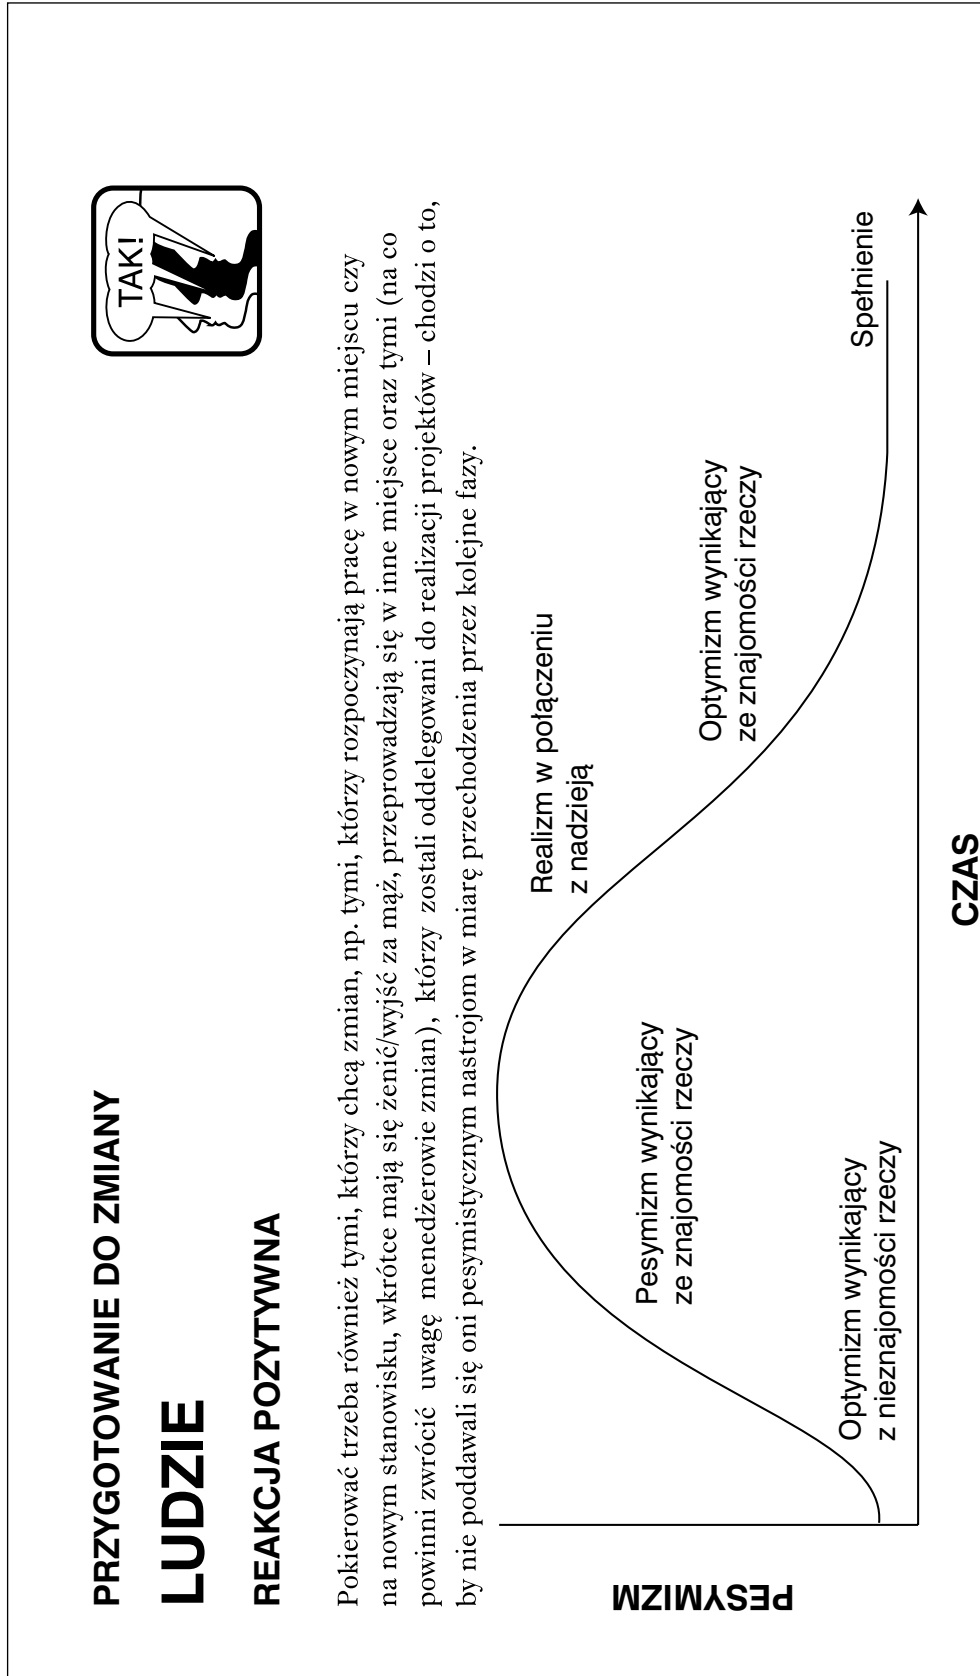 PRZYGOTOWANIE DO ZMIANY
LUDZIE
REAKCJA POZYTYWNA
TAK!
Pokierować trzeba również tymi, którzy chcą zmian, np. tymi, którzy rozpoczynają pracę w nowym miejscu czy
na nowym stanowisku, wkrótce mają się żenić/wyjść za mąż, przeprowadzają się w inne miejsce oraz tymi (na co
powinni zwrócić uwagę menedżerowie zmian), którzy zostali oddelegowani do realizacji projektów – chodzi o to,
by nie poddawali się oni pesymistycznym nastrojom w miarę przechodzenia przez kolejne fazy.
PESYMIZM
Optymizm wynikający
z nieznajomości rzeczy
Pesymizm wynikający
ze znajomości rzeczy
Realizm w połączeniu
z nadzieją
Optymizm wynikający
ze znajomości rzeczy
Spełnienie
CZAS